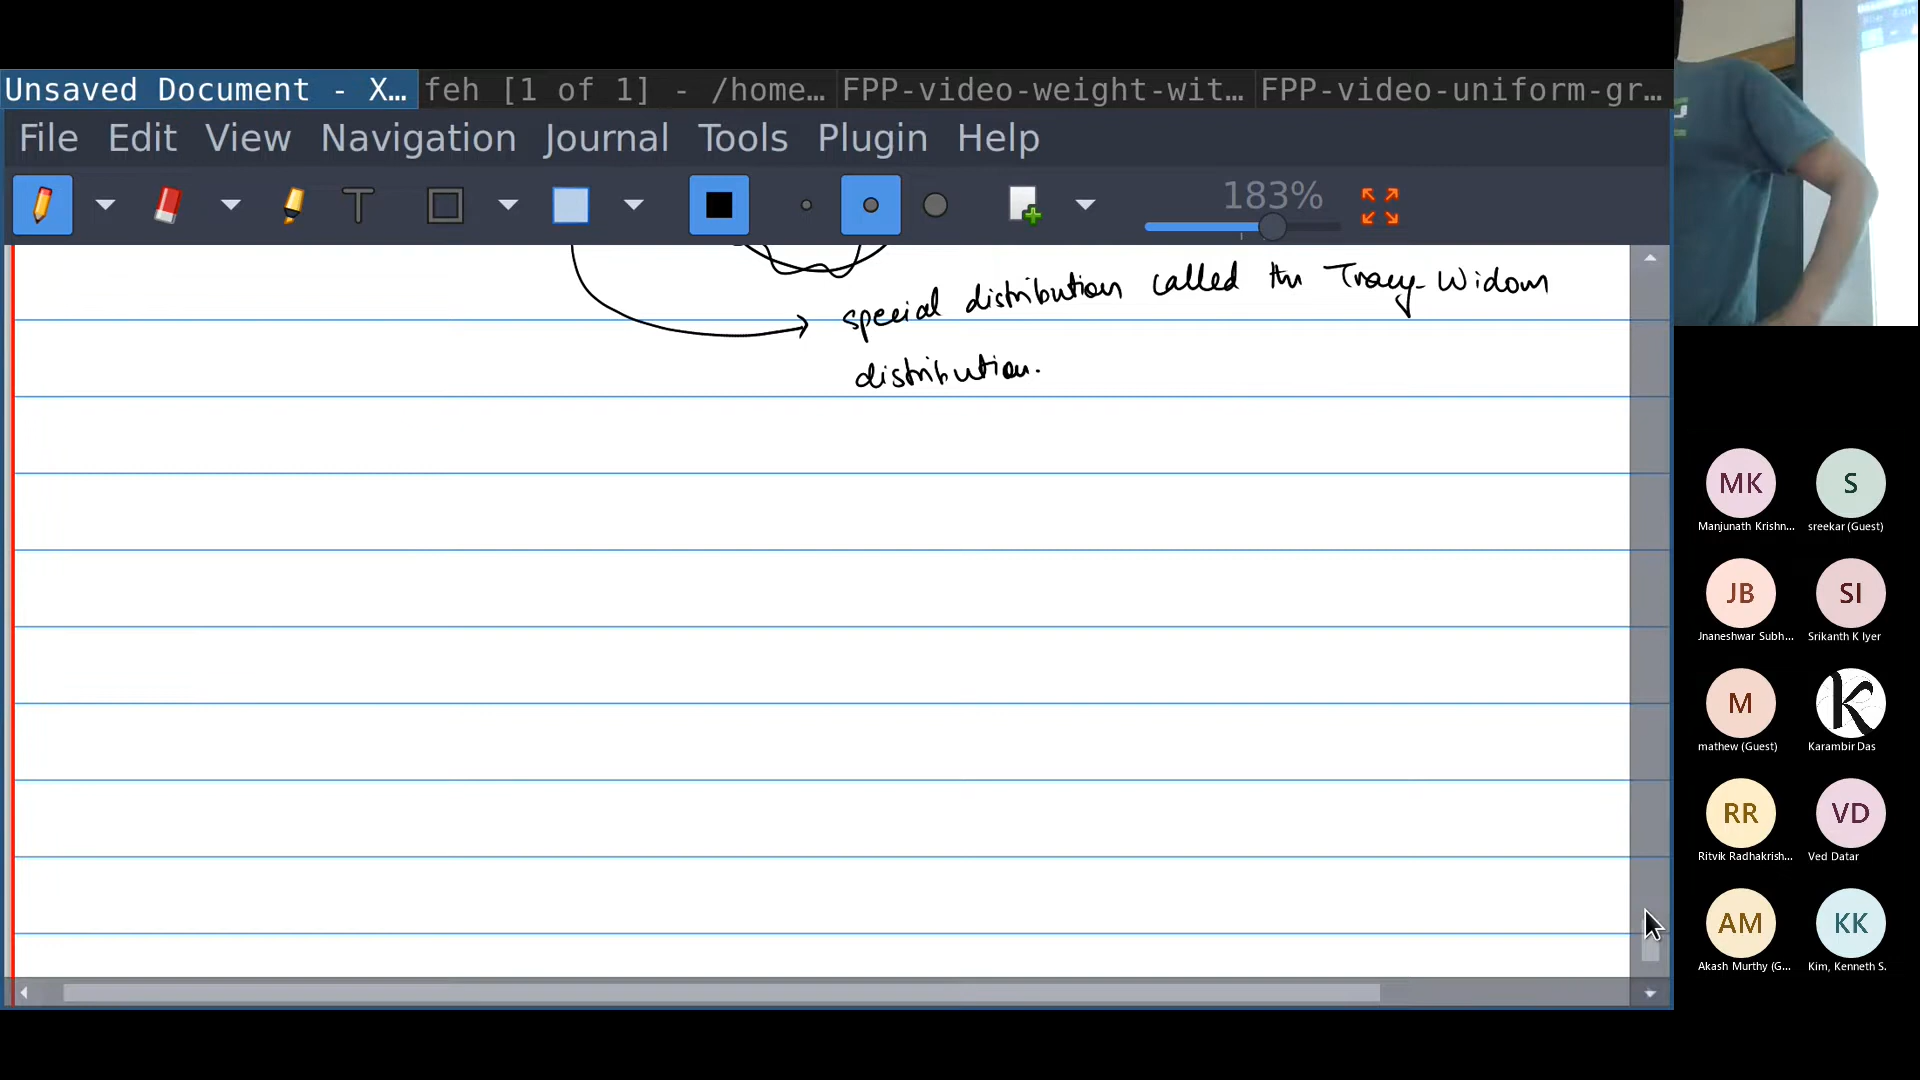 Unsaved Document - X...
feh [1 of 1] - /home...
FPP-video-weight-wit...
FPP-video-uniform-gr...
File Edit View Navigation Journal Tools Plugin Help
183%
special distribution called the Tracy-Widom
distribution.
MK
Manjunath Krishn...
S
sreekar (Guest)
JB
Jnaneshwar Subh...
SI
Srikanth K Iyer
M
mathew (Guest)
K
Karambir Das
RR
Ritvik Radhakrish...
VD
Ved Datar
AM
Akash Murthy (G...
KK
Kim, Kenneth S.